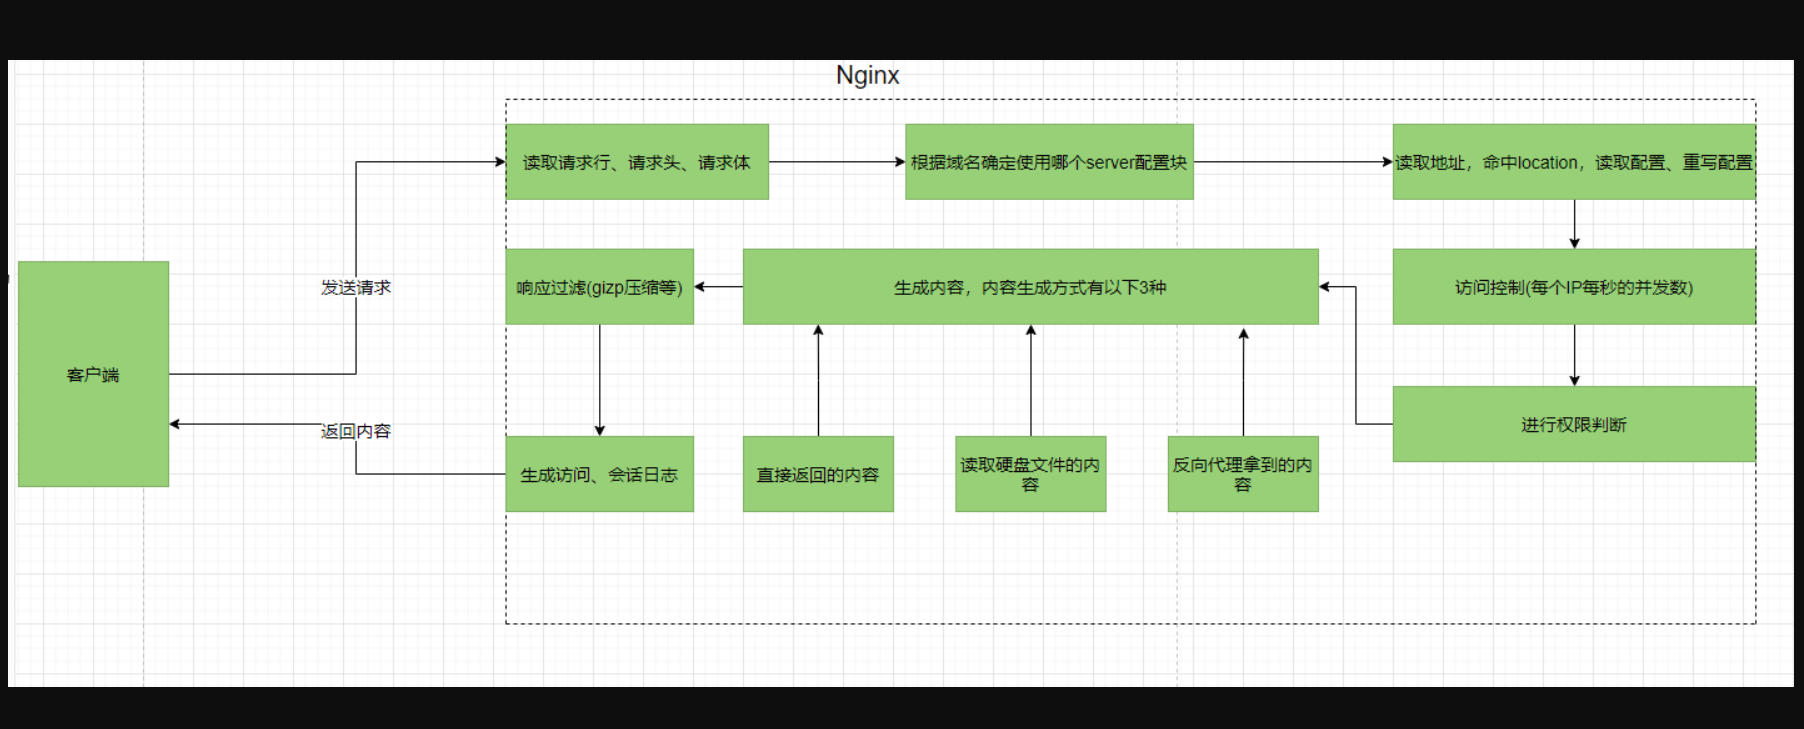 Nginx
读取请求行、请求头、请求体
根据域名确定使用哪个server配置块
读取地址，命中location，读取配置、重写配置
发送请求
响应过滤(gizp压缩等)
生成内容，内容生成方式有以下3种
访问控制(每个IP每秒的并发数)
客户端
返回内容
进行权限判断
生成访问、会话日志
直接返回的内容
读取硬盘文件的内
容
反向代理拿到的内
容